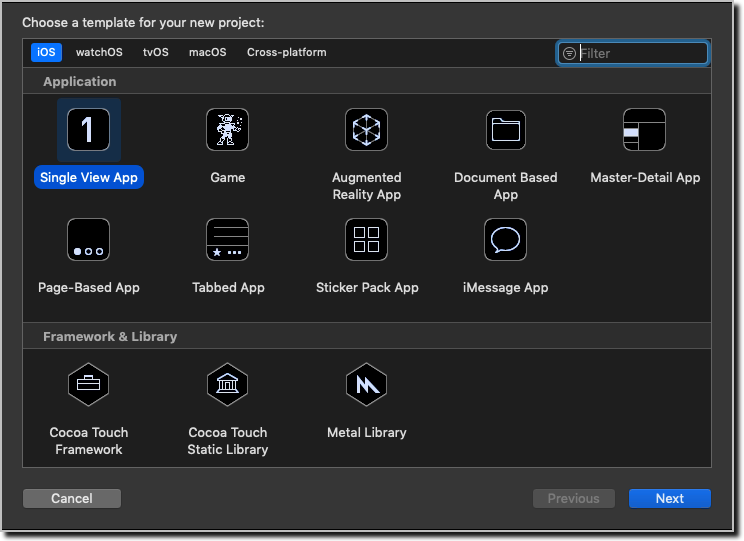 Choose a template for your new project:
iOS watchOS tvOS macOS Cross-platform Filter
Application
1
Single View App Game Augmented Reality App Document Based App Master-Detail App
Page-Based App Tabbed App Sticker Pack App iMessage App
Framework & Library
Cocoa Touch Framework Cocoa Touch Static Library Metal Library
Cancel Previous Next